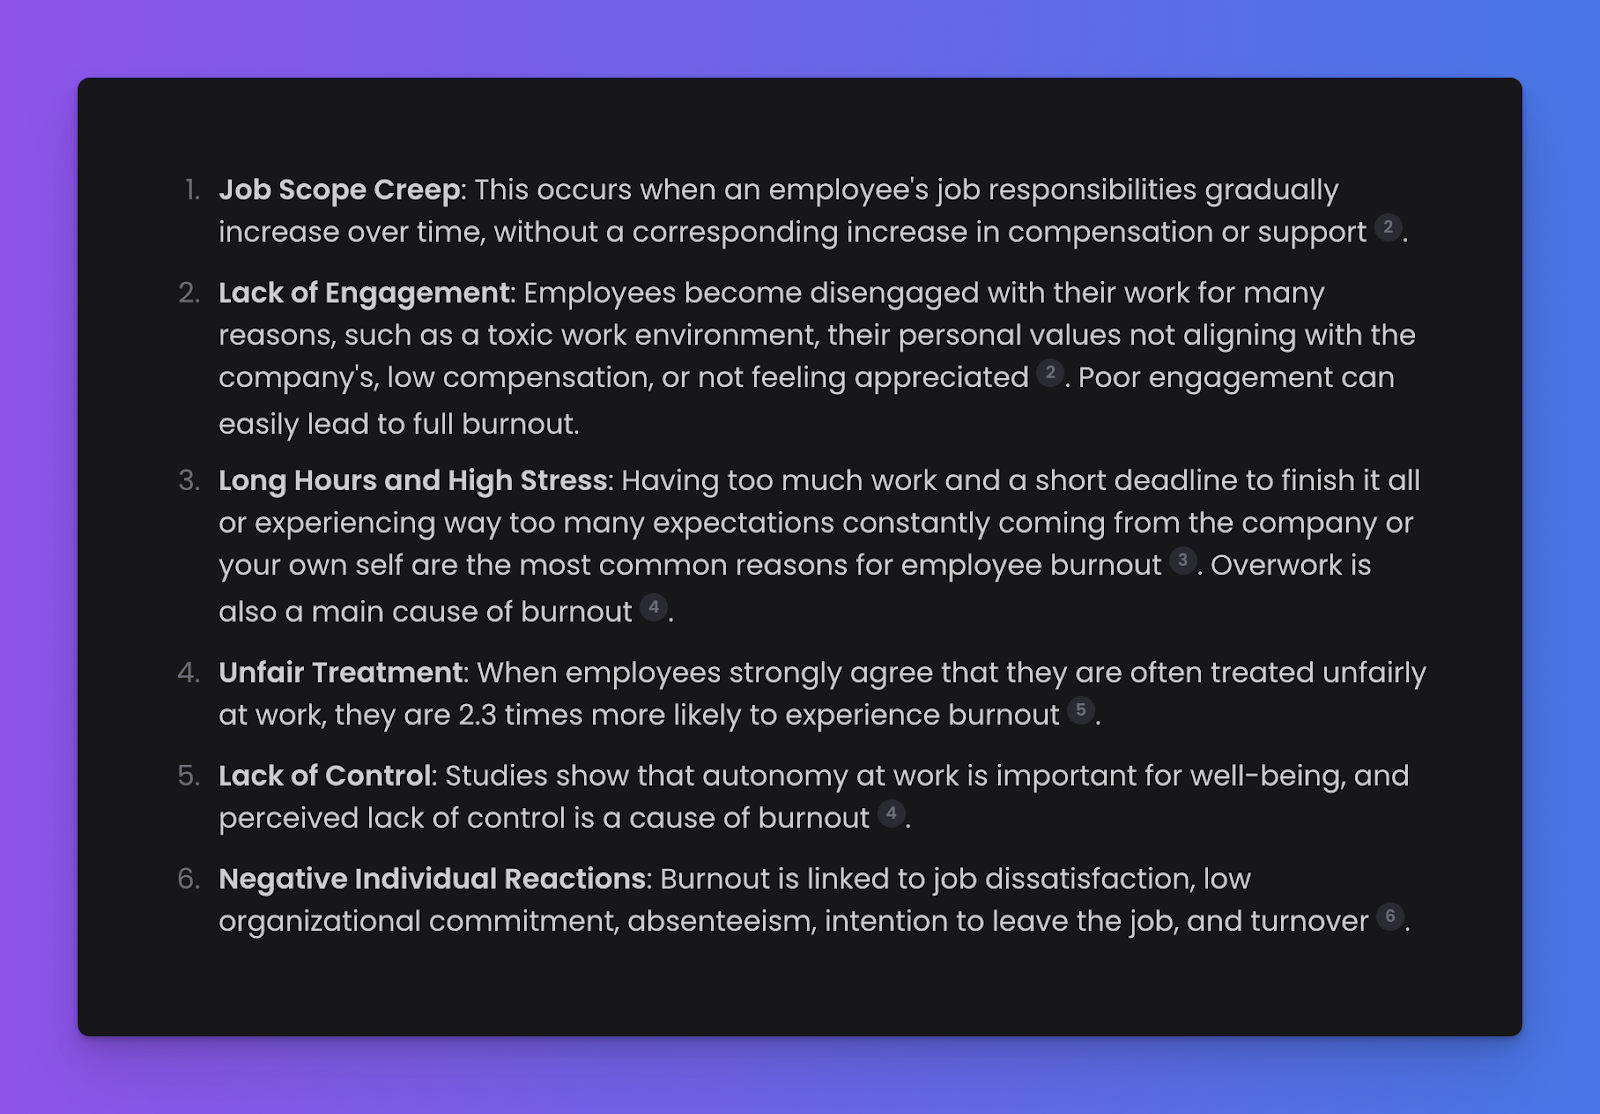 1. Job Scope Creep: This occurs when an employee's job responsibilities gradually
increase over time, without a corresponding increase in compensation or support 2.
2. Lack of Engagement: Employees become disengaged with their work for many
reasons, such as a toxic work environment, their personal values not aligning with the
company's, low compensation, or not feeling appreciated 2. Poor engagement can
easily lead to full burnout.
3. Long Hours and High Stress: Having too much work and a short deadline to finish it all
or experiencing way too many expectations constantly coming from the company or
your own self are the most common reasons for employee burnout 3. Overwork is
also a main cause of burnout 4.
4. Unfair Treatment: When employees strongly agree that they are often treated unfairly
at work, they are 2.3 times more likely to experience burnout 5.
5. Lack of Control: Studies show that autonomy at work is important for well-being, and
perceived lack of control is a cause of burnout 4.
6. Negative Individual Reactions: Burnout is linked to job dissatisfaction, low
organizational commitment, absenteeism, intention to leave the job, and turnover 6.